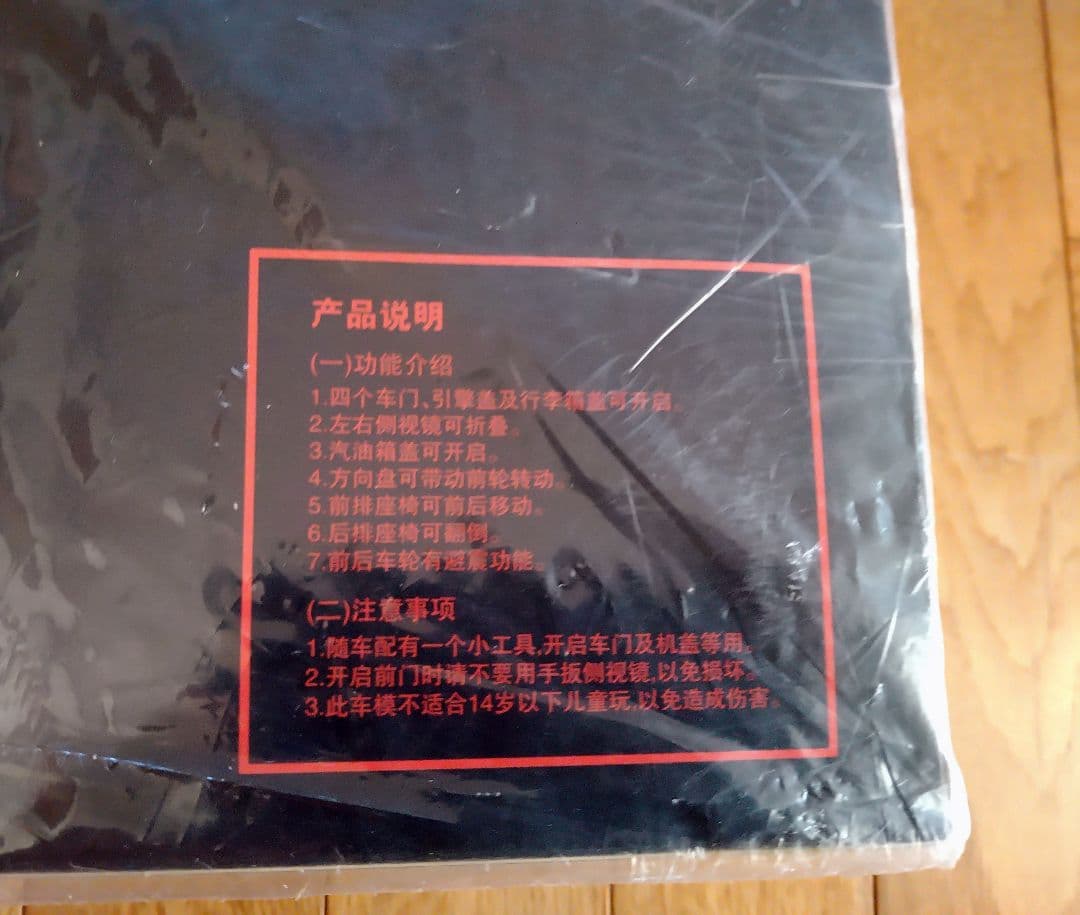 产品说明
(一)功能介绍
1.四个车门、引擎盖及行李箱盖可开启。
2.左右侧视镜可折叠。
3.汽油箱盖可开启。
4.方向盘可带动前轮转动。
5.前排座椅可前后移动。
6.后排座椅可翻倒。
7.前后车轮有避震功能。
(二)注意事项
1.随车配有一个小工具,开启车门及机盖等用。
2.开启前门时请不要用手扳侧视镜,以免损坏。
3.此车模不适合14岁以下儿童玩,以免造成伤害。